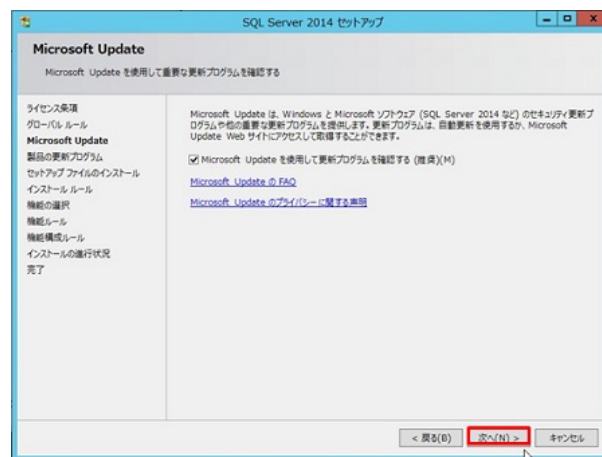 SQL Server 2014 セットアップ
Microsoft Update
Microsoft Update を使用して重要な更新プログラムを確認する
ライセンス条項
グローバル ルール
Microsoft Update
製品の更新プログラム
セットアップ ファイルのインストール
インストール ルール
機能の選択
機能ルール
機能構成ルール
インストールの進行状況
完了
Microsoft Update は、Windows と Microsoft ソフトウェア (SQL Server 2014 など) のセキュリティ更新プ
ログラムや他の重要な更新プログラムを提供します。更新プログラムは、自動更新を使用するか、Microsoft
Update Web サイトにアクセスして取得することができます。
Microsoft Update を使用して更新プログラムを確認する (推奨)(M)
Microsoft Update の FAQ
Microsoft Update のプライバシーに関する声明
< 戻る(B) 次へ(N) > キャンセル